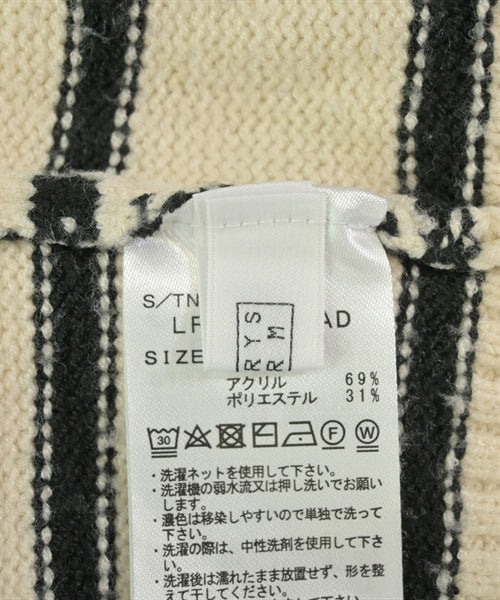 S/TN
LF AD
SIZE
RYS
RM
アクリル 69%
ポリエステル 31%
30 F W
・洗濯ネットを使用して下さい。
・洗濯機の弱水流又は押し洗いでお願い
します。
・濃色は移染しやすいので単独で洗って
下さい。
・洗濯の際は、中性洗剤を使用して下さ
い。
・洗濯後は濡れたまま放置せず、形を整
えて干してください。